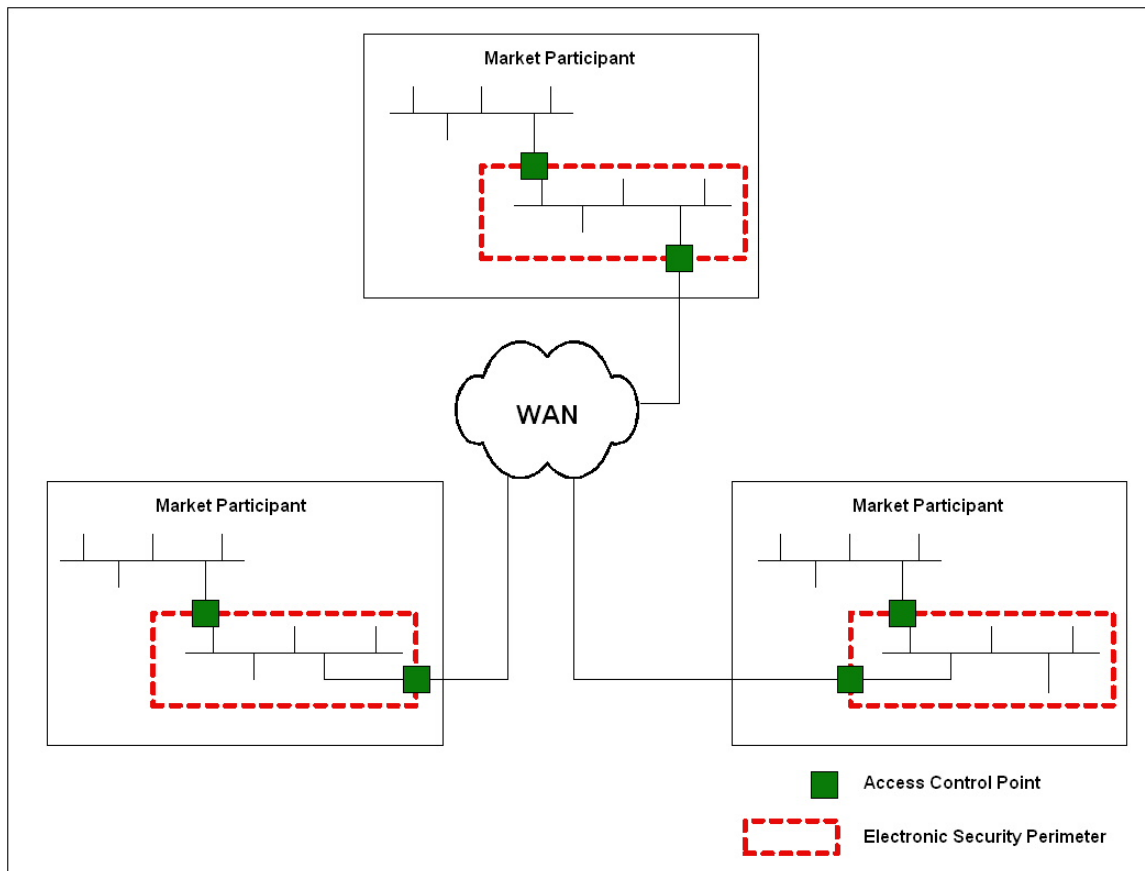 Market Participant
WAN
Market Participant
Market Participant
Access Control Point
Electronic Security Perimeter